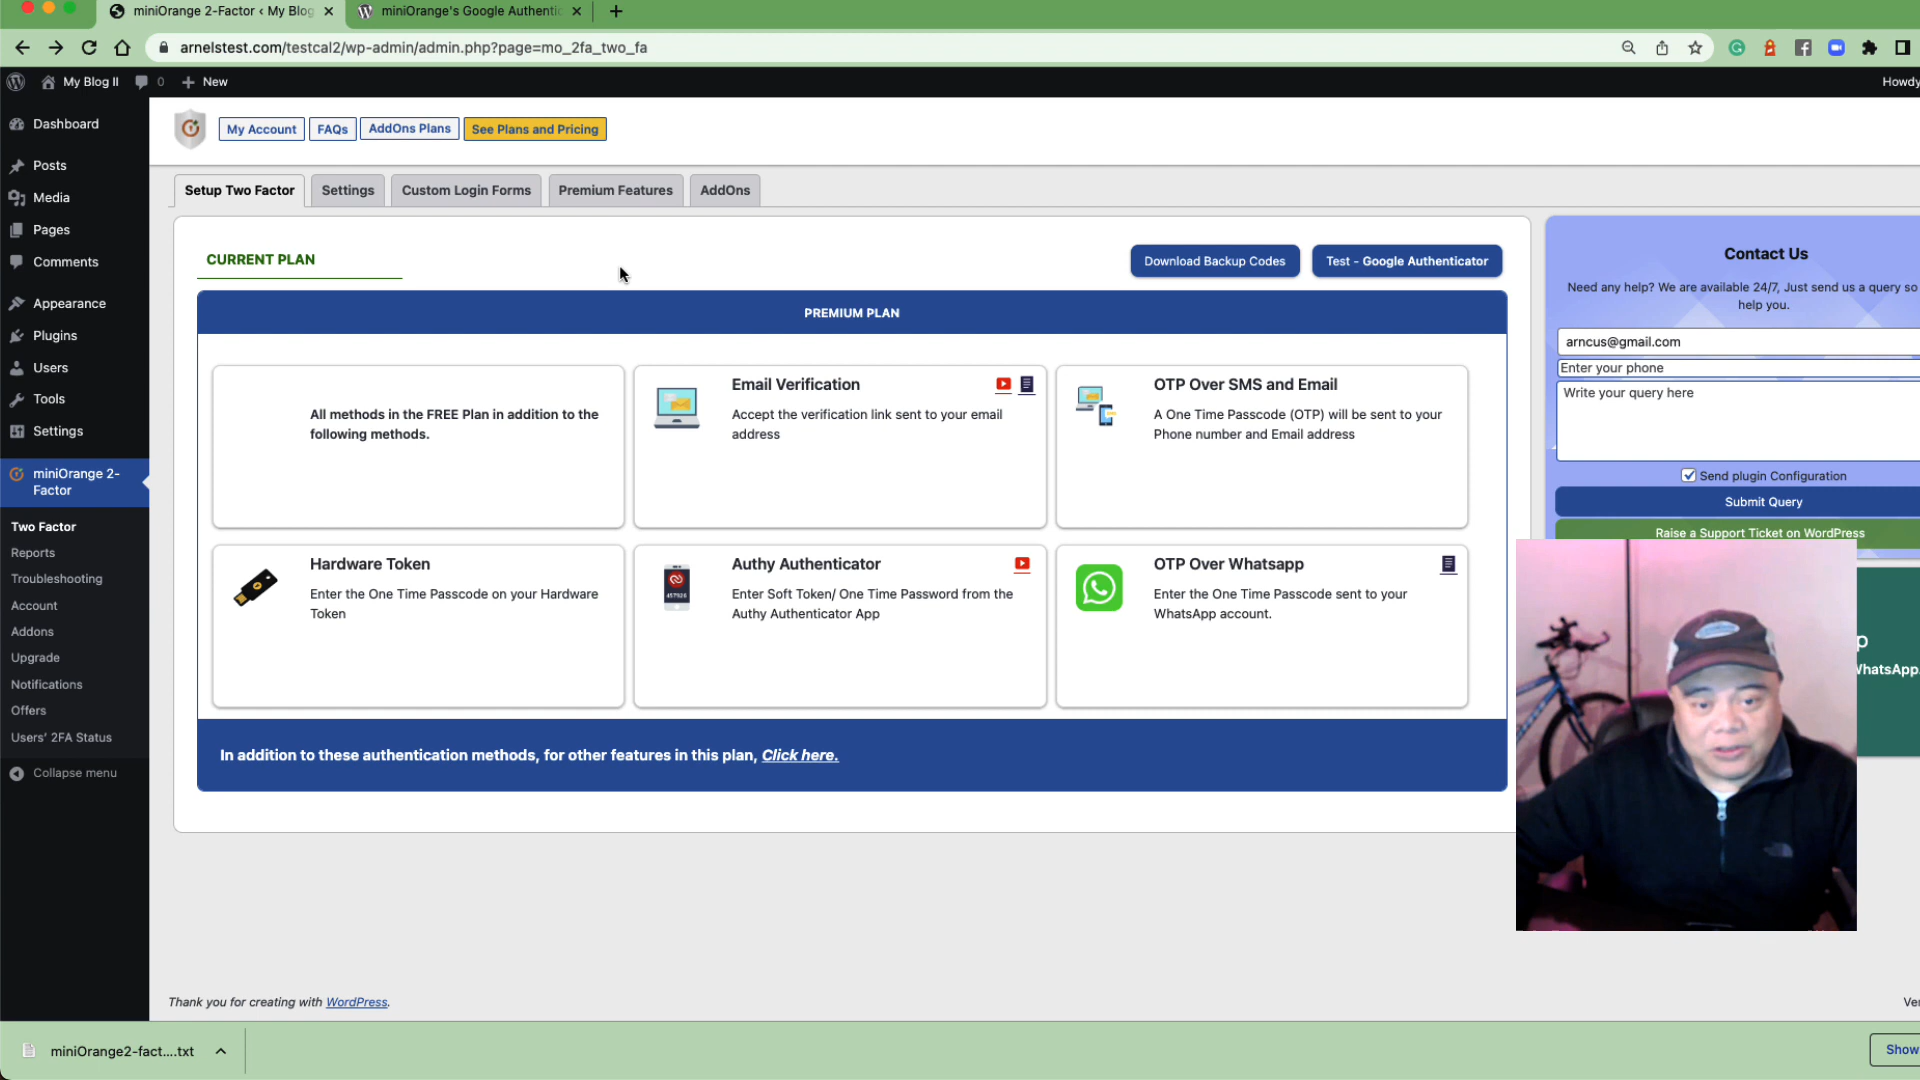 miniOrange 2-Factor ‹ My Blog
miniOrange's Google Authentic
arnelstest.com/testcal2/wp-admin/admin.php?page=mo_2fa_two_fa
My Blog II
0
New
Howdy
Dashboard
Posts
Media
Pages
Comments
Appearance
Plugins
Users
Tools
Settings
miniOrange 2-
Factor
Two Factor
Reports
Troubleshooting
Account
Addons
Upgrade
Notifications
Offers
Users' 2FA Status
Collapse menu
My Account
FAQs
AddOns Plans
See Plans and Pricing
Setup Two Factor
Settings
Custom Login Forms
Premium Features
AddOns
CURRENT PLAN
Download Backup Codes
Test - Google Authenticator
PREMIUM PLAN
All methods in the FREE Plan in addition to the
following methods.
Email Verification
Accept the verification link sent to your email
address
OTP Over SMS and Email
A One Time Passcode (OTP) will be sent to your
Phone number and Email address
Hardware Token
Enter the One Time Passcode on your Hardware
Token
Authy Authenticator
Enter Soft Token/ One Time Password from the
Authy Authenticator App
OTP Over Whatsapp
Enter the One Time Passcode sent to your
WhatsApp account.
In addition to these authentication methods, for other features in this plan, Click here.
Contact Us
Need any help? We are available 24/7, Just send us a query so
help you.
arncus@gmail.com
Enter your phone
Write your query here
Send plugin Configuration
Submit Query
Raise a Support Ticket on WordPress
p
WhatsApp.
Thank you for creating with WordPress.
Ver
miniOrange2-fact....txt
Show